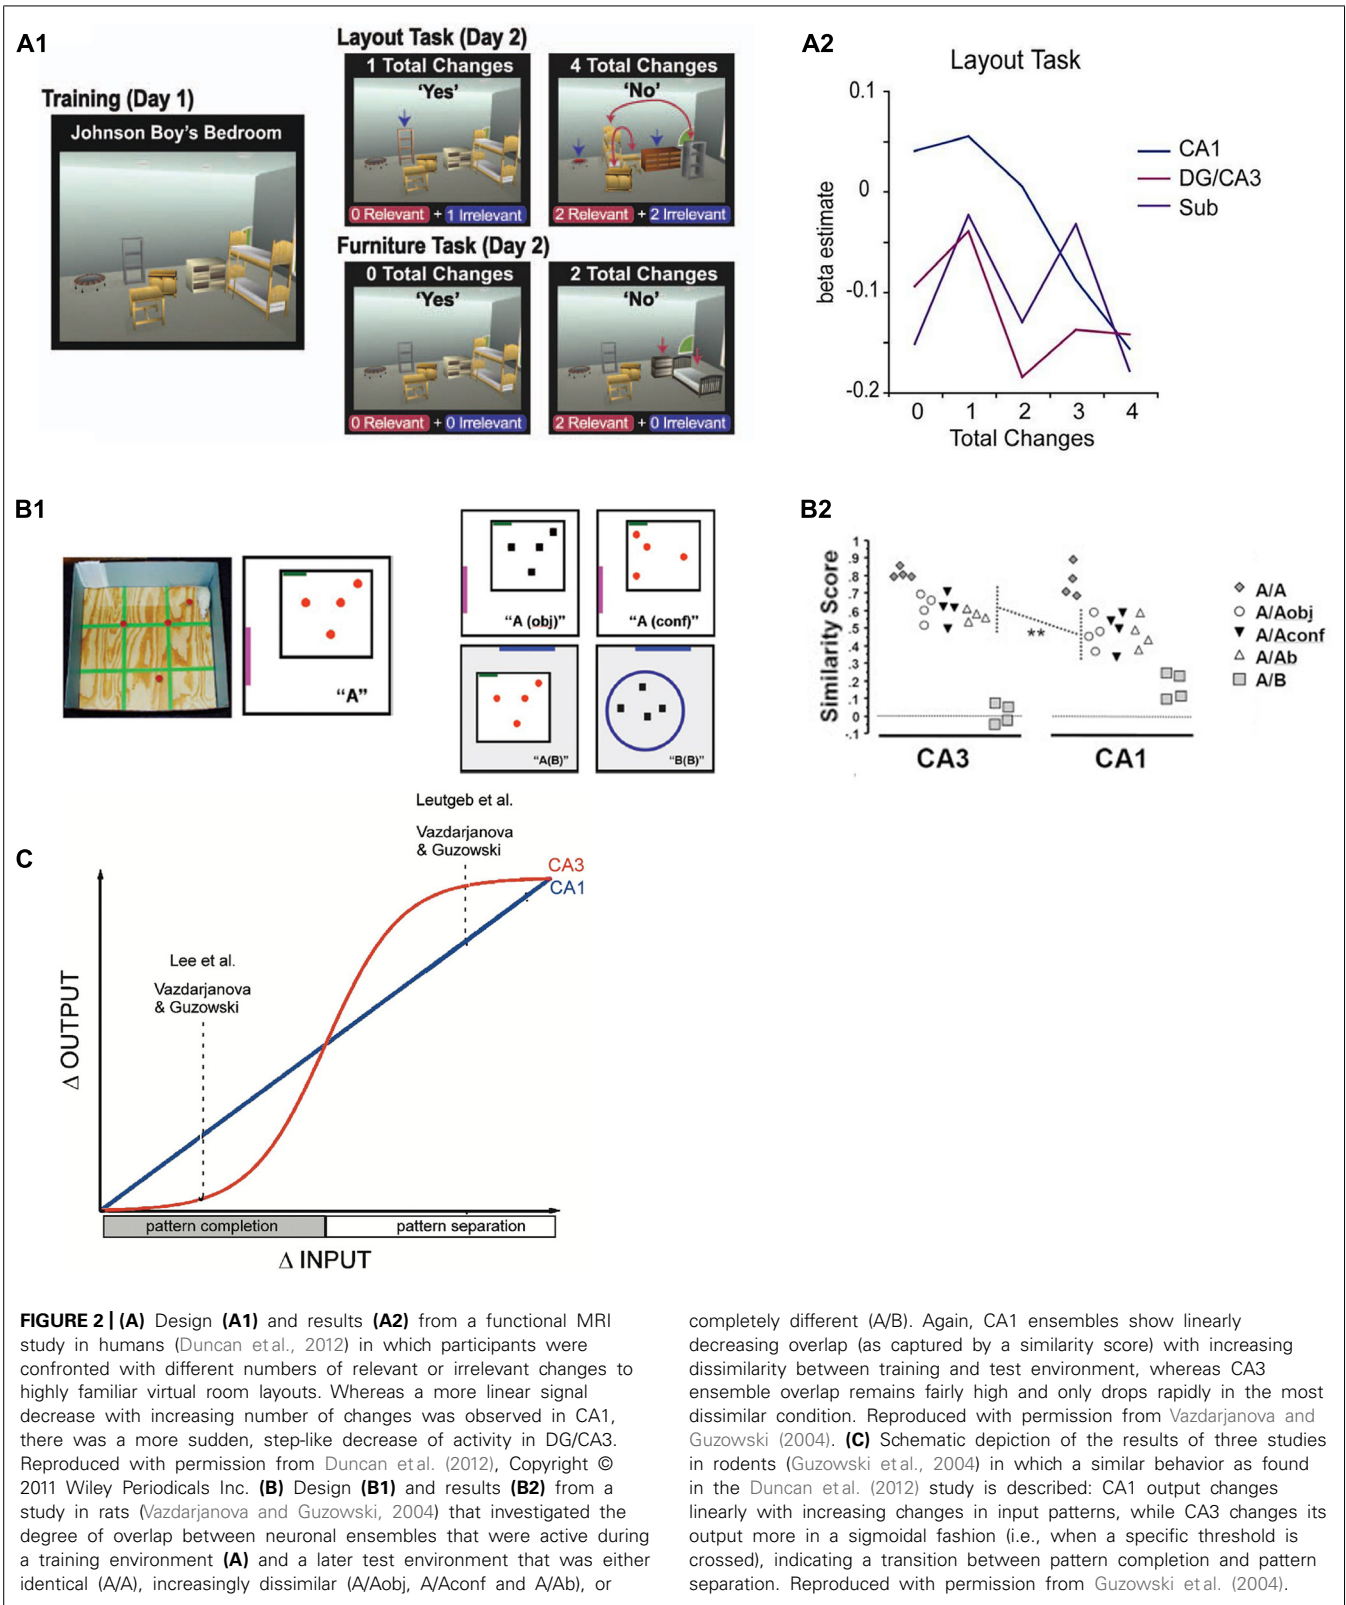 A1
Training (Day 1)
Johnson Boy's Bedroom
Layout Task (Day 2)
1 Total Changes
'Yes'
0 Relevant + 1 Irrelevant
4 Total Changes
'No'
2 Relevant + 2 Irrelevant
Furniture Task (Day 2)
0 Total Changes
'Yes'
0 Relevant + 0 Irrelevant
2 Total Changes
'No'
2 Relevant + 0 Irrelevant
A2
Layout Task
beta estimate
0.1
0
-0.1
-0.2
0 1 2 3 4
Total Changes
CA1
DG/CA3
Sub
B1
"A"
"A (obj)"
"A (conf)"
"A(B)"
"B(B)"
B2
Similarity Score
1
.9
.8
.7
.6
.5
.4
.3
.2
.1
0
-.1
**
CA3
CA1
A/A
A/Aobj
A/Aconf
A/Ab
A/B
C
Leutgeb et al.
Vazdarjanova
& Guzowski
CA3
CA1
Lee et al.
Vazdarjanova
& Guzowski
Δ OUTPUT
pattern completion
pattern separation
Δ INPUT
FIGURE 2 | (A) Design (A1) and results (A2) from a functional MRI
study in humans (Duncan et al., 2012) in which participants were
confronted with different numbers of relevant or irrelevant changes to
highly familiar virtual room layouts. Whereas a more linear signal
decrease with increasing number of changes was observed in CA1,
there was a more sudden, step-like decrease of activity in DG/CA3.
Reproduced with permission from Duncan et al. (2012), Copyright ©
2011 Wiley Periodicals Inc. (B) Design (B1) and results (B2) from a
study in rats (Vazdarjanova and Guzowski, 2004) that investigated the
degree of overlap between neuronal ensembles that were active during
a training environment (A) and a later test environment that was either
identical (A/A), increasingly dissimilar (A/Aobj, A/Aconf and A/Ab), or
completely different (A/B). Again, CA1 ensembles show linearly
decreasing overlap (as captured by a similarity score) with increasing
dissimilarity between training and test environment, whereas CA3
ensemble overlap remains fairly high and only drops rapidly in the most
dissimilar condition. Reproduced with permission from Vazdarjanova and
Guzowski (2004). (C) Schematic depiction of the results of three studies
in rodents (Guzowski et al., 2004) in which a similar behavior as found
in the Duncan et al. (2012) study is described: CA1 output changes
linearly with increasing changes in input patterns, while CA3 changes its
output more in a sigmoidal fashion (i.e., when a specific threshold is
crossed), indicating a transition between pattern completion and pattern
separation. Reproduced with permission from Guzowski et al. (2004).